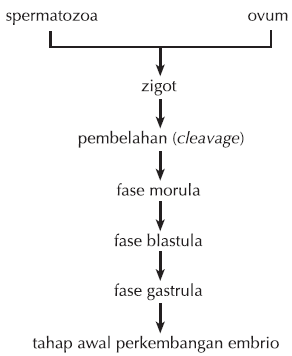 spermatozoa ovum
zigot
pembelahan (cleavage)
fase morula
fase blastula
fase gastrula
tahap awal perkembangan embrio